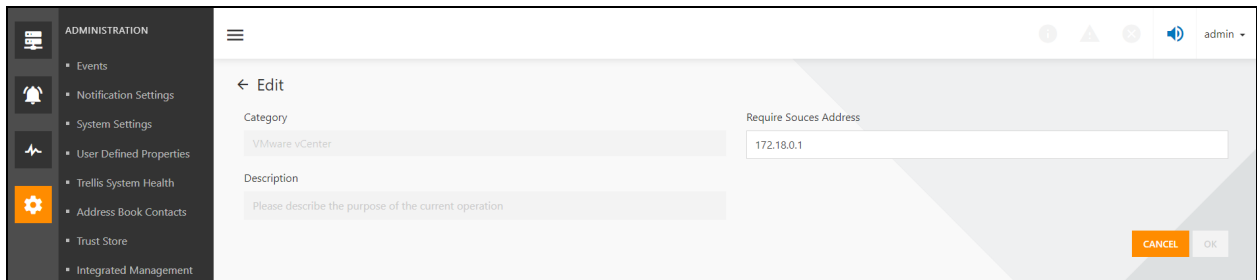 ADMINISTRATION
Events
Notification Settings
System Settings
User Defined Properties
Trellis System Health
Address Book Contacts
Trust Store
Integrated Management
admin
Edit
Category
VMware vCenter
Description
Please describe the purpose of the current operation
Require Souces Address
172.18.0.1
CANCEL
OK